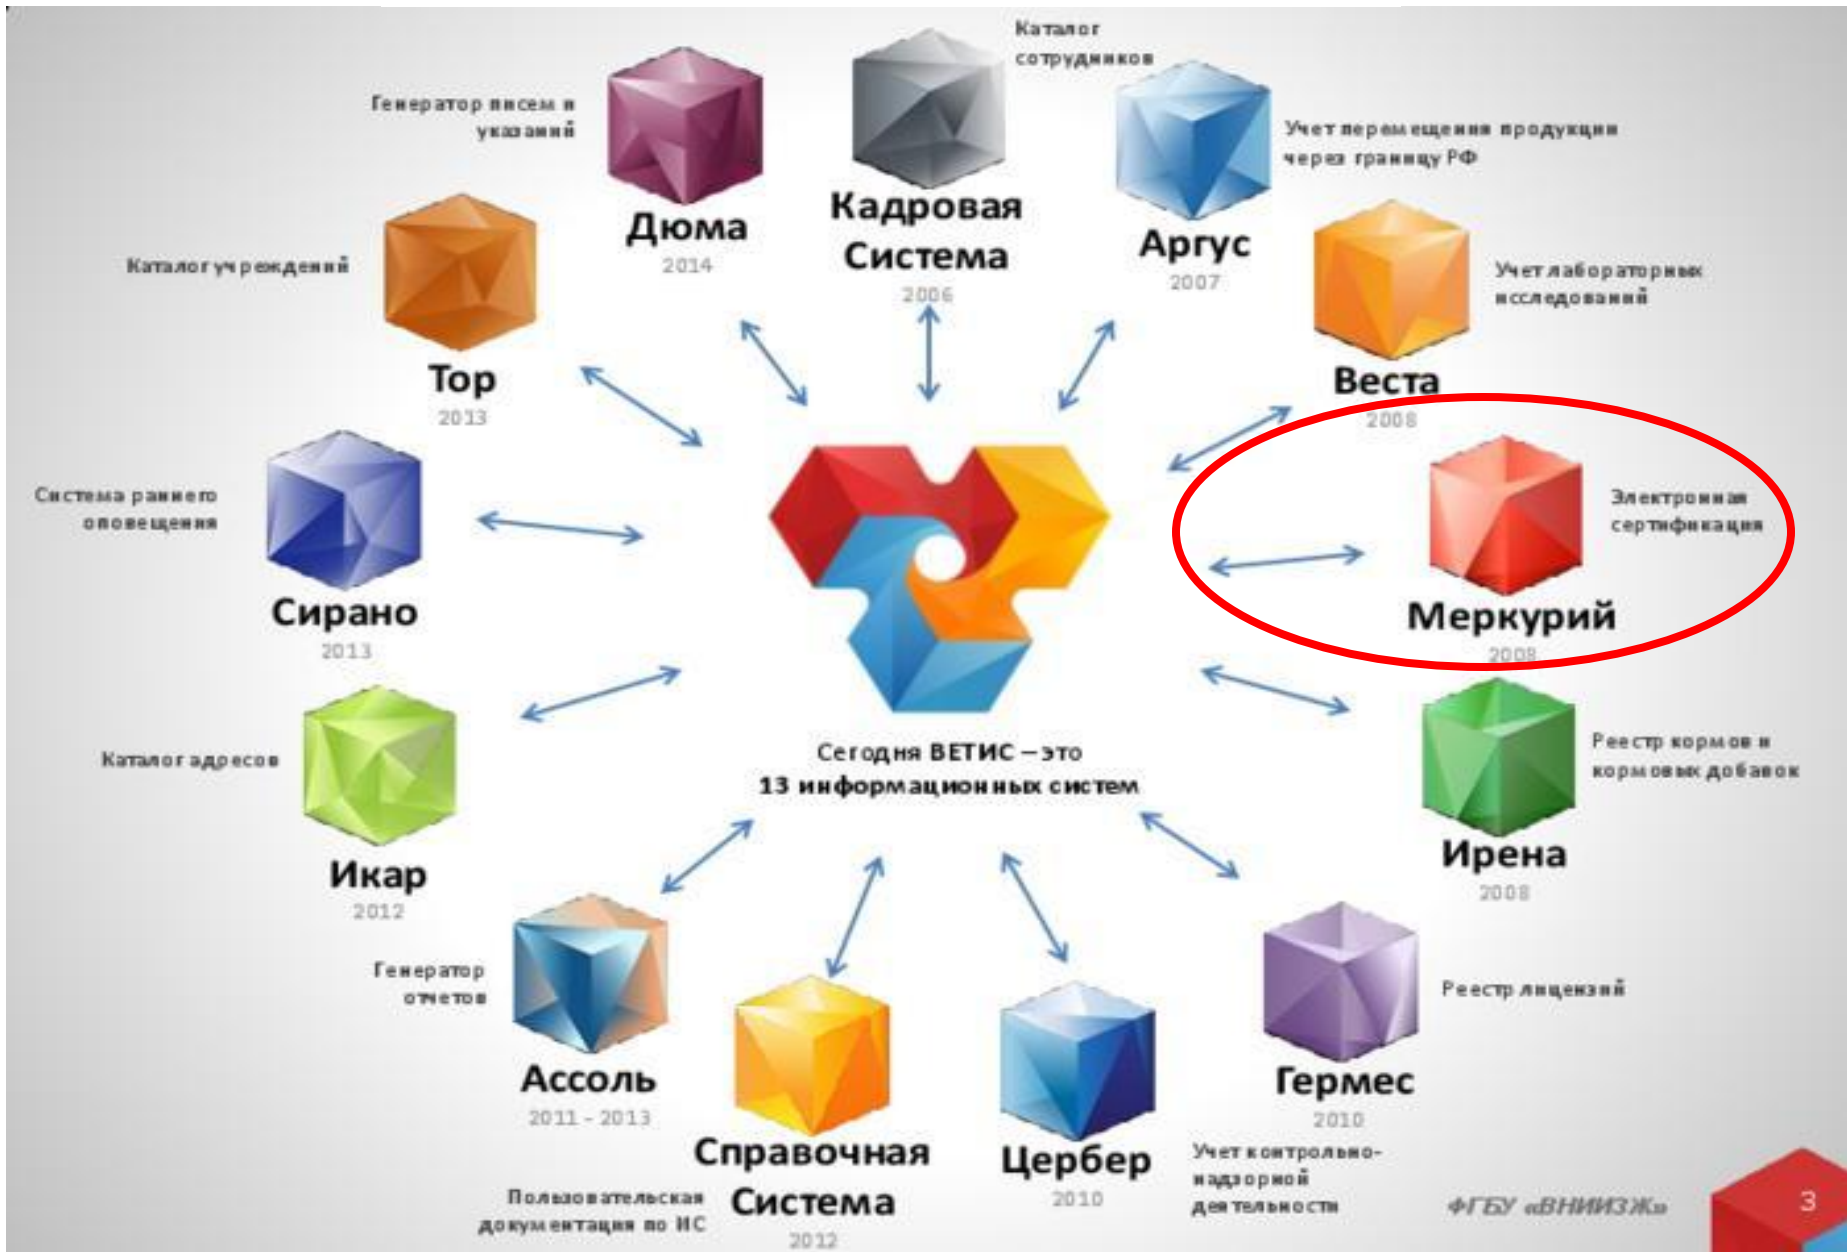 Каталог
сотрудников
Кадровая
Система
2006
Генератор писем и
указаний
Дюма
2014
Учет перемещения продукции
через границу РФ
Аргус
2007
Каталог учреждений
Тор
2013
Учет лабораторных
исследований
Веста
2008
Система раннего
оповещения
Сирано
2013
Электронная
сертификация
Меркурий
2008
Каталог адресов
Икар
2012
Сегодня ВЕТИС – это
13 информационных систем
Реестр кормов и
кормовых добавок
Ирена
2008
Генератор
отчетов
Ассоль
2011 - 2013
Реестр лицензий
Гермес
2010
Справочная
Система
2012
Пользовательская
документация по ИС
Цербер
2010
Учет контрольно-
надзорной
деятельности
ФГБУ «ВНИИЗЖ»
3